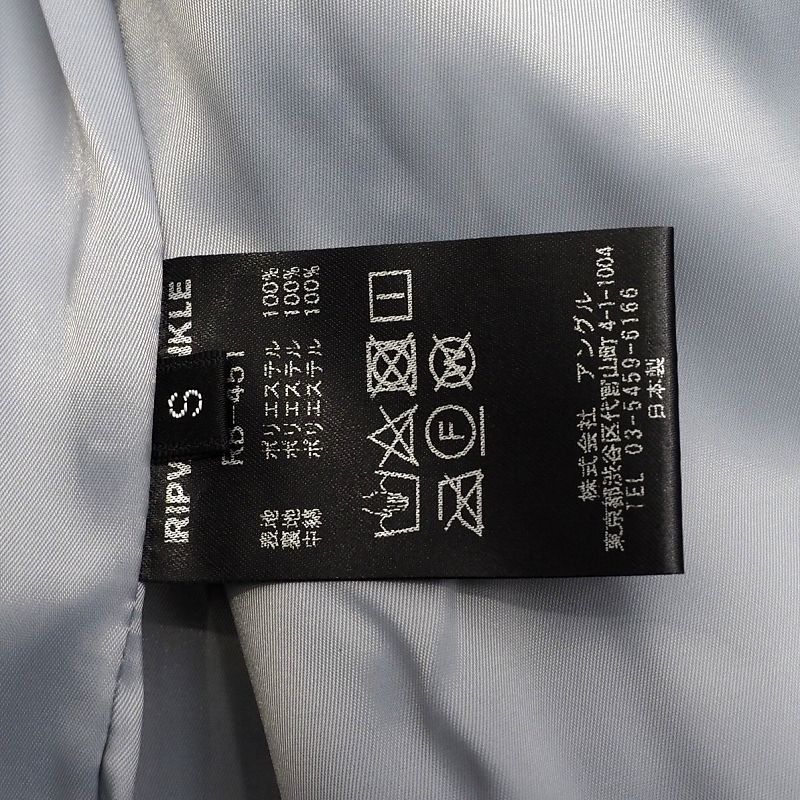 RIPV NKLE
S
RB-451
表地 ポリエステル 100%
裏地 ポリエステル 100%
中綿 ポリエステル 100%
F
株式会社 アングル
東京都渋谷区代官山町4-1-1004
TEL 03-5459-6166
日本製